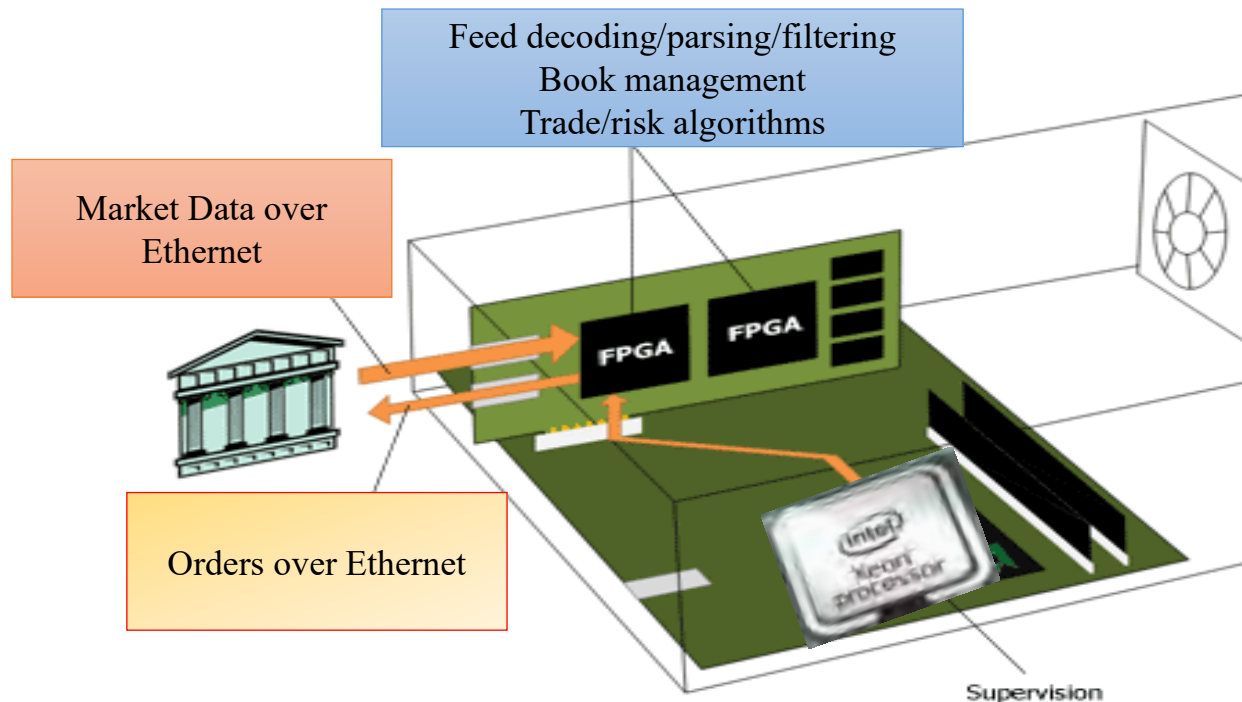 Feed decoding/parsing/filtering
Book management
Trade/risk algorithms
Market Data over
Ethernet
FPGA
FPGA
Orders over Ethernet
intel
Xeon
processor
Supervision